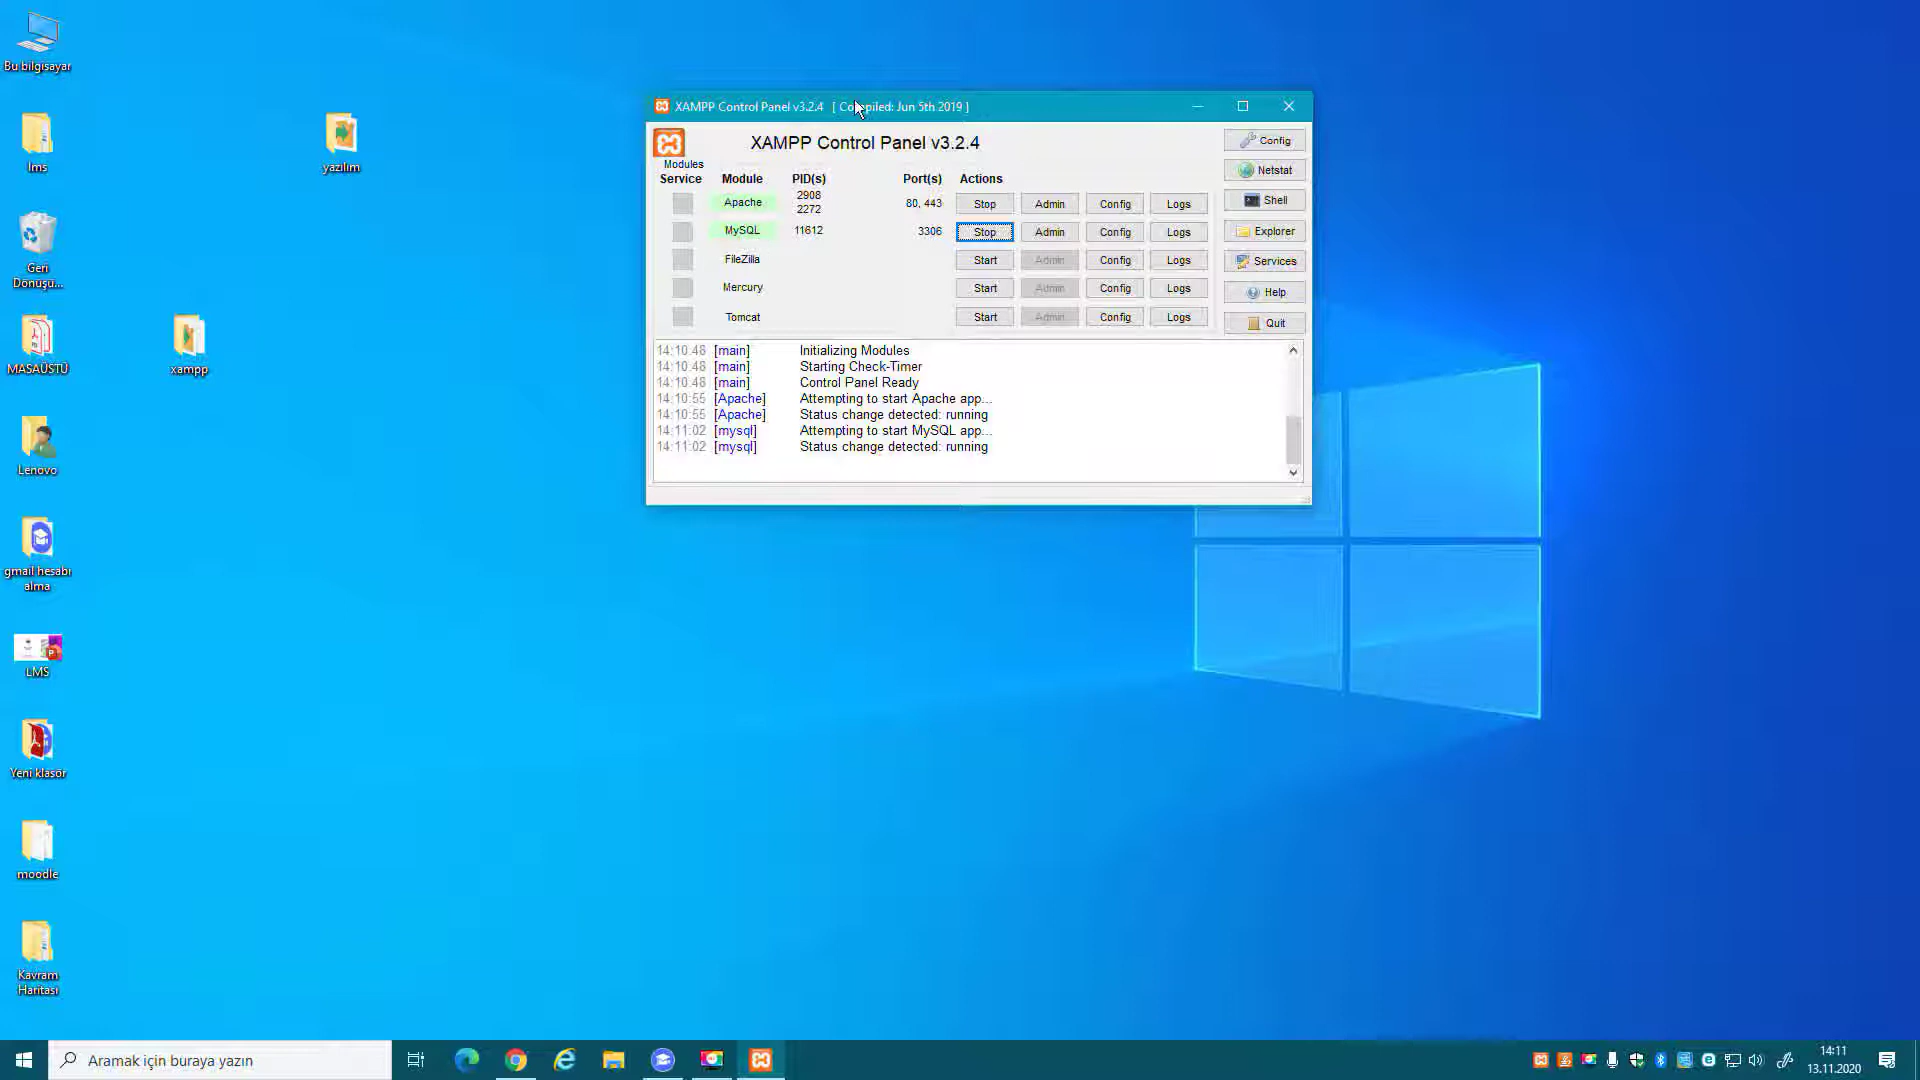 Bu bilgisayar
lms
yazılım
Geri
Dönüşü...
MASAÜSTÜ
xampp
Lenovo
gmail hesabı
alma
LMS
Yeni klasör
moodle
Kavram
Haritası
XAMPP Control Panel v3.2.4 [ Compiled: Jun 5th 2019 ]
XAMPP Control Panel v3.2.4
Config
Modules
Service Module PID(s) Port(s) Actions
Netstat
Apache 2908
2272 80, 443 Stop Admin Config Logs
Shell
MySQL 11612 3306 Stop Admin Config Logs
Explorer
FileZilla Start Admin Config Logs
Services
Mercury Start Admin Config Logs
Help
Tomcat Start Admin Config Logs
Quit
14:10:48 [main] Initializing Modules
14:10:48 [main] Starting Check-Timer
14:10:48 [main] Control Panel Ready
14:10:55 [Apache] Attempting to start Apache app...
14:10:55 [Apache] Status change detected: running
14:11:02 [mysql] Attempting to start MySQL app...
14:11:02 [mysql] Status change detected: running
Aramak için buraya yazın
14:11
13.11.2020